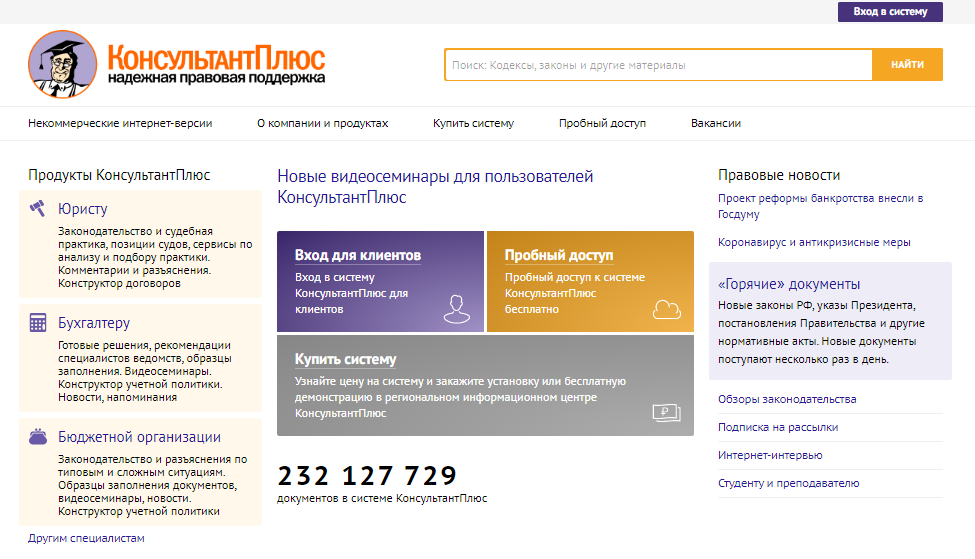 Вход в систему
КонсультантПлюс
надежная правовая поддержка
Поиск: Кодексы, законы и другие материалы
НАЙТИ
Некоммерческие интернет-версии
О компании и продуктах
Купить систему
Пробный доступ
Вакансии
Продукты КонсультантПлюс
Юристу
Законодательство и судебная
практика, позиции судов, сервисы по
анализу и подбору практики.
Комментарии и разъяснения.
Конструктор договоров
Бухгалтеру
Готовые решения, рекомендации
специалистов ведомств, образцы
заполнения. Видеосеминары.
Конструктор учетной политики.
Новости, напоминания
Бюджетной организации
Законодательство и разъяснения по
типовым и сложным ситуациям.
Образцы заполнения документов,
видеосеминары, новости.
Конструктор учетной политики
Другим специалистам
Новые видеосеминары для пользователей
КонсультантПлюс
Вход для клиентов
Вход в систему
КонсультантПлюс для
клиентов
Пробный доступ
Пробный доступ к системе
КонсультантПлюс
бесплатно
Купить систему
Узнайте цену на систему и закажите установку или бесплатную
демонстрацию в региональном информационном центре
КонсультантПлюс
232 127 729
документов в системе КонсультантПлюс
Правовые новости
Проект реформы банкротства внесли в
Госдуму
Коронавирус и антикризисные меры
«Горячие» документы
Новые законы РФ, указы Президента,
постановления Правительства и другие
нормативные акты. Новые документы
поступают несколько раз в день.
Обзоры законодательства
Подписка на рассылки
Интернет-интервью
Студенту и преподавателю